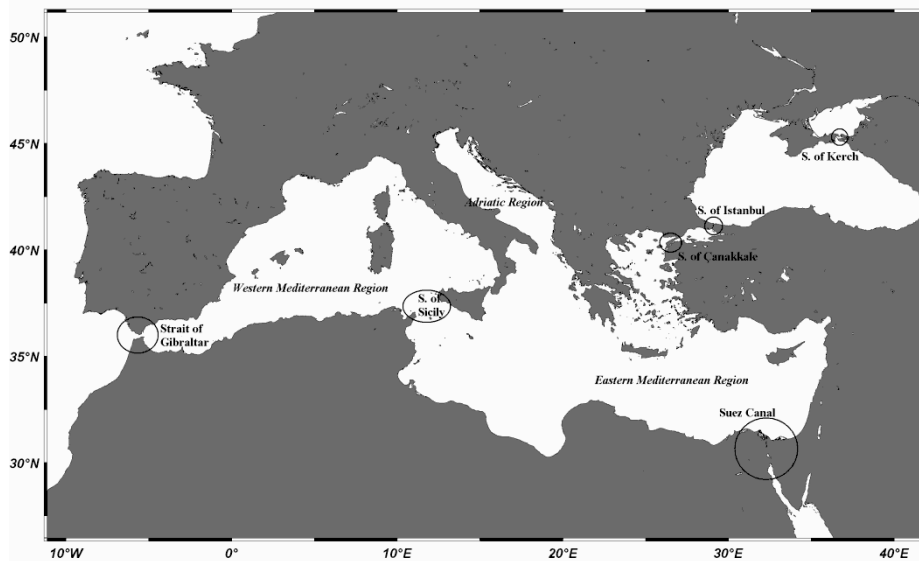 50°N
45°N
S. of Kerch
Adriatic Region
S. of Istanbul
40°N
S. of Çanakkale
Western Mediterranean Region
S. of
Sicily
Strait of
Gibraltar
35°N
Eastern Mediterranean Region
Suez Canal
30°N
10°W
0°
10°E
20°E
30°E
40°E